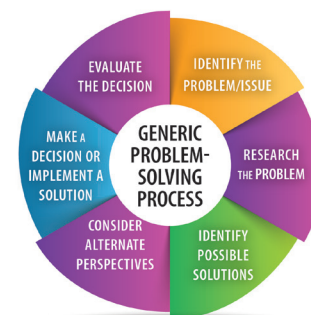 GENERIC
PROBLEM-
SOLVING
PROCESS
IDENTIFY THE
PROBLEM/ISSUE
RESEARCH
THE PROBLEM
IDENTIFY
POSSIBLE
SOLUTIONS
CONSIDER
ALTERNATE
PERSPECTIVES
MAKE A
DECISION OR
IMPLEMENT A
SOLUTION
EVALUATE
THE DECISION